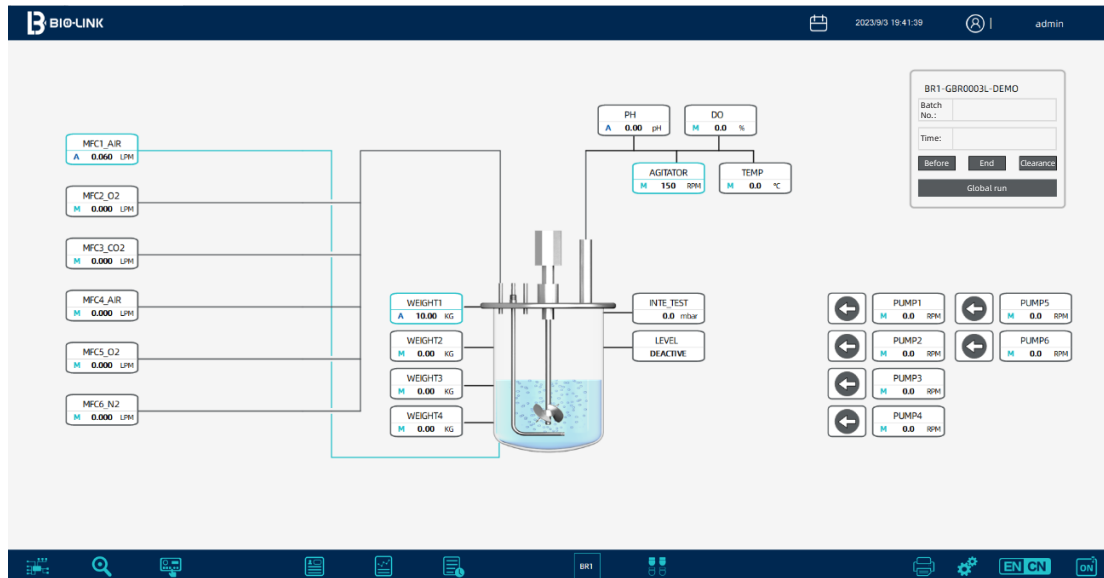 BIO-LINK
2023/9/3 19:41:39
admin
BR1-GBR0003L-DEMO
Batch No.:
Time:
Before End Clearance
Global run
PH
A 0.00 pH
DO
M 0.0 %
AGITATOR
M 150 RPM
TEMP
M 0.0 °C
MFC1_AIR
A 0.060 LPM
MFC2_O2
M 0.000 LPM
MFC3_CO2
M 0.000 LPM
MFC4_AIR
M 0.000 LPM
MFC5_O2
M 0.000 LPM
MFC6_N2
M 0.000 LPM
WEIGHT1
A 10.00 KG
WEIGHT2
M 0.00 KG
WEIGHT3
M 0.00 KG
WEIGHT4
M 0.00 KG
INTE_TEST
0.0 mbar
LEVEL
DEACTIVE
PUMP1
M 0.0 RPM
PUMP2
M 0.0 RPM
PUMP3
M 0.0 RPM
PUMP4
M 0.0 RPM
PUMP5
M 0.0 RPM
PUMP6
M 0.0 RPM
BR1
EN CN
ON